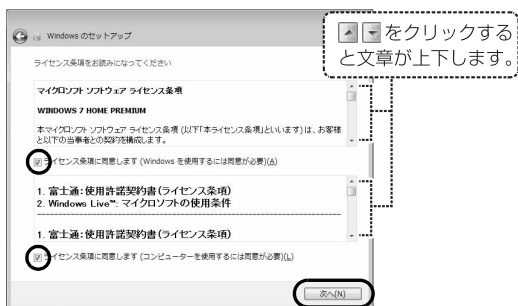 Windows のセットアップ
▲ ▼ をクリックする
と文章が上下します。
ライセンス条項をお読みになってください
マイクロソフト ソフトウェア ライセンス条項
WINDOWS 7 HOME PREMIUM
本マイクロソフト ソフトウェア ライセンス条項 (以下「本ライセンス条項」といいます) は、お客様
と以下の当事者との契約を構成します。
ライセンス条項に同意します (Windows を使用するには同意が必要)(A)
1. 富士通:使用許諾契約書(ライセンス条項)
2. Windows Live™: マイクロソフトの使用条件
1. 富士通:使用許諾契約書(ライセンス条項)
ライセンス条項に同意します (コンピューターを使用するには同意が必要)(L)
次へ(N)